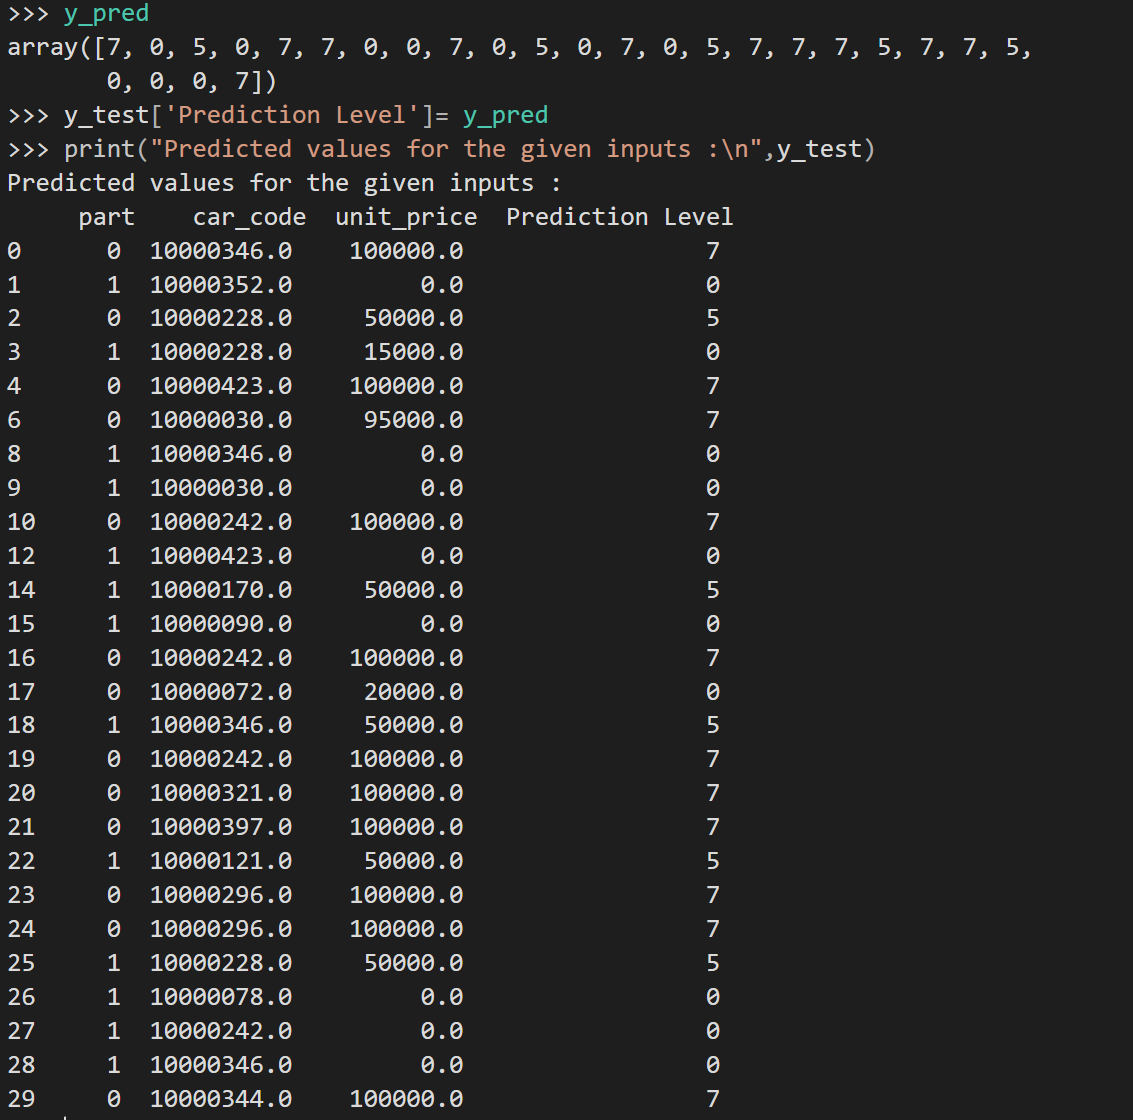 >>> y_pred
array([7, 0, 5, 0, 7, 7, 0, 0, 7, 0, 5, 0, 7, 0, 5, 7, 7, 7, 5, 7, 7, 5,
       0, 0, 0, 7])
>>> y_test['Prediction Level']= y_pred
>>> print("Predicted values for the given inputs :\n",y_test)
Predicted values for the given inputs :
     part    car_code  unit_price  Prediction Level
0       0  10000346.0    100000.0                 7
1       1  10000352.0         0.0                 0
2       0  10000228.0     50000.0                 5
3       1  10000228.0     15000.0                 0
4       0  10000423.0    100000.0                 7
6       0  10000030.0     95000.0                 7
8       1  10000346.0         0.0                 0
9       1  10000030.0         0.0                 0
10      0  10000242.0    100000.0                 7
12      1  10000423.0         0.0                 0
14      1  10000170.0     50000.0                 5
15      1  10000090.0         0.0                 0
16      0  10000242.0    100000.0                 7
17      0  10000072.0     20000.0                 0
18      1  10000346.0     50000.0                 5
19      0  10000242.0    100000.0                 7
20      0  10000321.0    100000.0                 7
21      0  10000397.0    100000.0                 7
22      1  10000121.0     50000.0                 5
23      0  10000296.0    100000.0                 7
24      0  10000296.0    100000.0                 7
25      1  10000228.0     50000.0                 5
26      1  10000078.0         0.0                 0
27      1  10000242.0         0.0                 0
28      1  10000346.0         0.0                 0
29      0  10000344.0    100000.0                 7